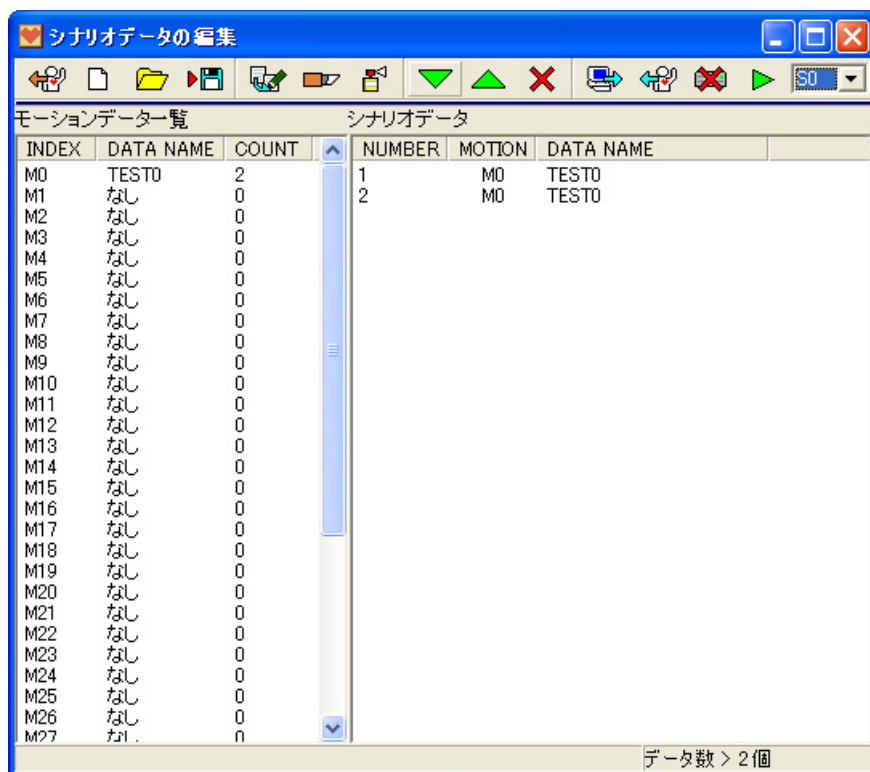 シナリオデータの編集
S0
モーションデータ一覧 シナリオデータ
INDEX DATA NAME COUNT NUMBER MOTION DATA NAME
M0 TEST0 2 1 M0 TEST0
M1 なし 0 2 M0 TEST0
M2 なし 0
M3 なし 0
M4 なし 0
M5 なし 0
M6 なし 0
M7 なし 0
M8 なし 0
M9 なし 0
M10 なし 0
M11 なし 0
M12 なし 0
M13 なし 0
M14 なし 0
M15 なし 0
M16 なし 0
M17 なし 0
M18 なし 0
M19 なし 0
M20 なし 0
M21 なし 0
M22 なし 0
M23 なし 0
M24 なし 0
M25 なし 0
M26 なし 0
M27 なし 0
データ数 > 2個